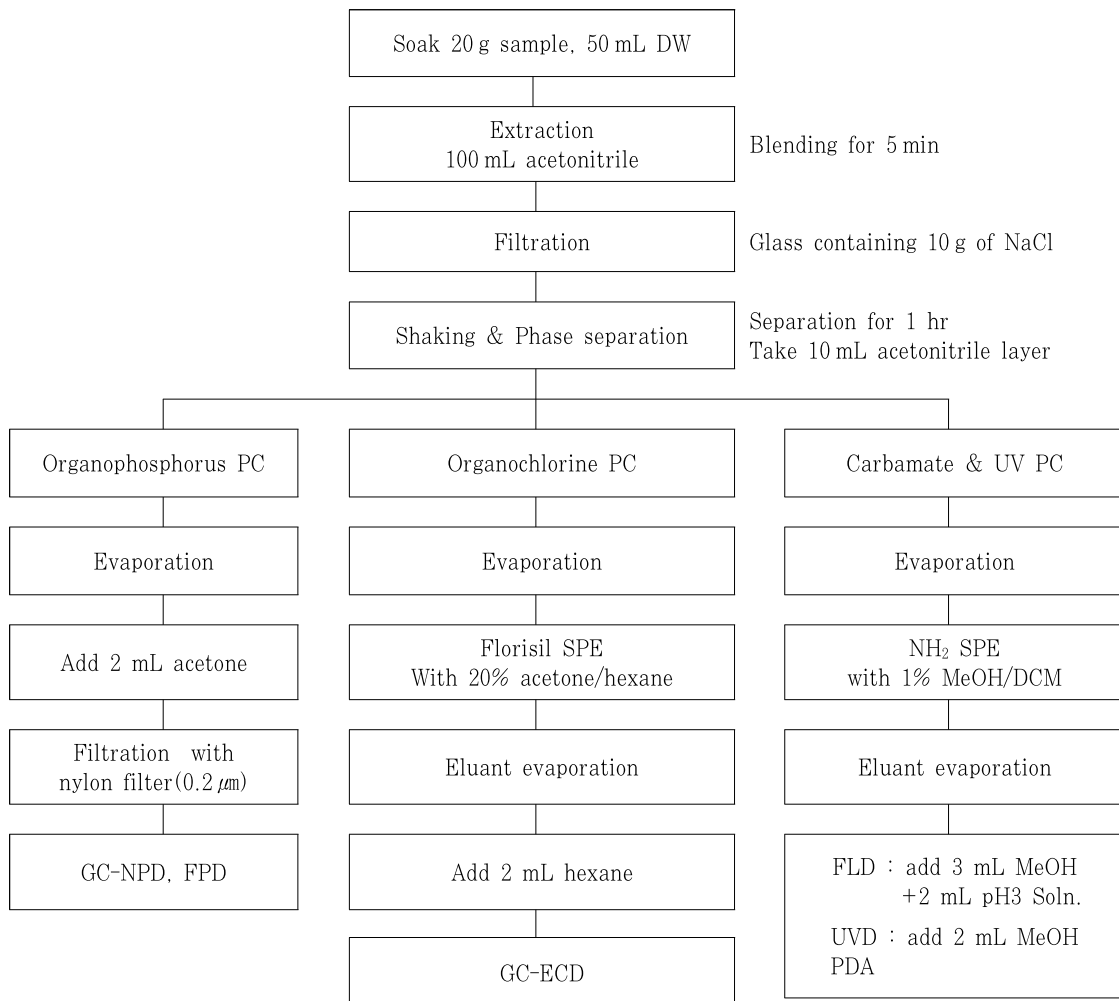 Soak 20 g sample, 50 mL DW
Extraction
100 mL acetonitrile
Blending for 5 min
Filtration
Glass containing 10 g of NaCl
Shaking & Phase separation
Separation for 1 hr
Take 10 mL acetonitrile layer
Organophosphorus PC
Evaporation
Add 2 mL acetone
Filtration with
nylon filter(0.2 μm)
GC-NPD, FPD
Organochlorine PC
Evaporation
Florisil SPE
With 20% acetone/hexane
Eluant evaporation
Add 2 mL hexane
GC-ECD
Carbamate & UV PC
Evaporation
NH₂ SPE
with 1% MeOH/DCM
Eluant evaporation
FLD : add 3 mL MeOH
+2 mL pH3 Soln.
UVD : add 2 mL MeOH
PDA